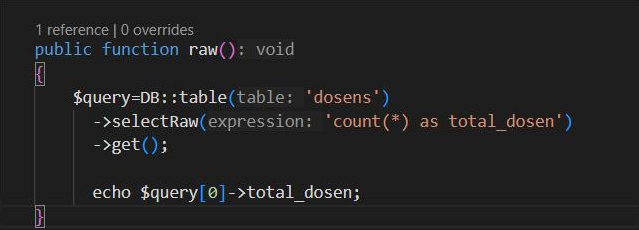 1 reference | 0 overrides
public function raw(): void
{
$query=DB::table(table: 'dosens')
->selectRaw(expression: 'count(*) as total_dosen')
->get();
echo $query[0]->total_dosen;
}